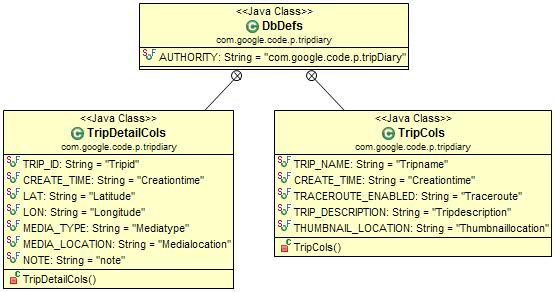 <<Java Class>>
DbDefs
com.google.code.p.tripdiary
AUTHORITY: String = "com.google.code.p.tripDiary"
<<Java Class>>
TripDetailCols
com.google.code.p.tripdiary
TRIP_ID: String = "Tripid"
CREATE_TIME: String = "Creationtime"
LAT: String = "Latitude"
LON: String = "Longitude"
MEDIA_TYPE: String = "Mediatype"
MEDIA_LOCATION: String = "Medialocation"
NOTE: String = "note"
TripDetailCols()
<<Java Class>>
TripCols
com.google.code.p.tripdiary
TRIP_NAME: String = "Tripname"
CREATE_TIME: String = "Creationtime"
TRACEROUTE_ENABLED: String = "Traceroute"
TRIP_DESCRIPTION: String = "Tripdescription"
THUMBNAIL_LOCATION: String = "Thumbnaillocation"
TripCols()